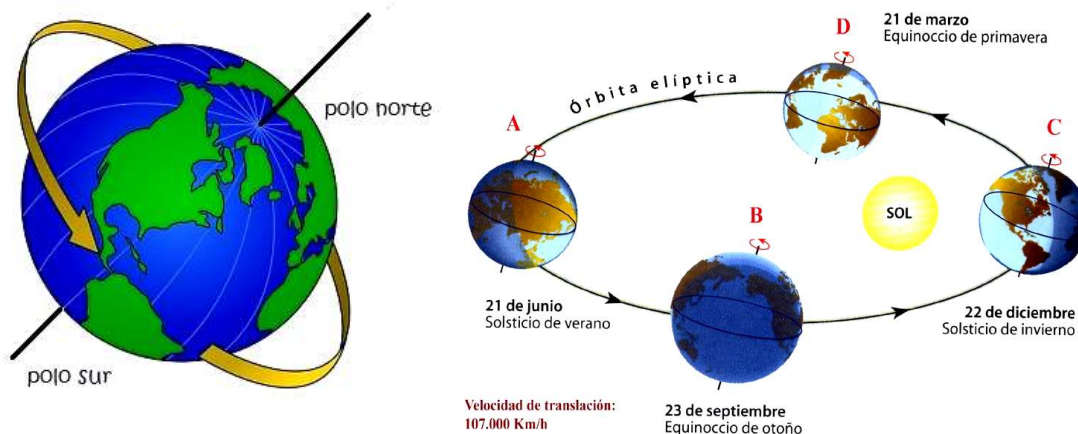 polo norte
polo sur
21 de marzo
Equinoccio de primavera
D
Órbita elíptica
A
C
B
SOL
21 de junio
Solsticio de verano
22 de diciembre
Solsticio de invierno
Velocidad de translación:
107.000 Km/h
23 de septiembre
Equinoccio de otoño